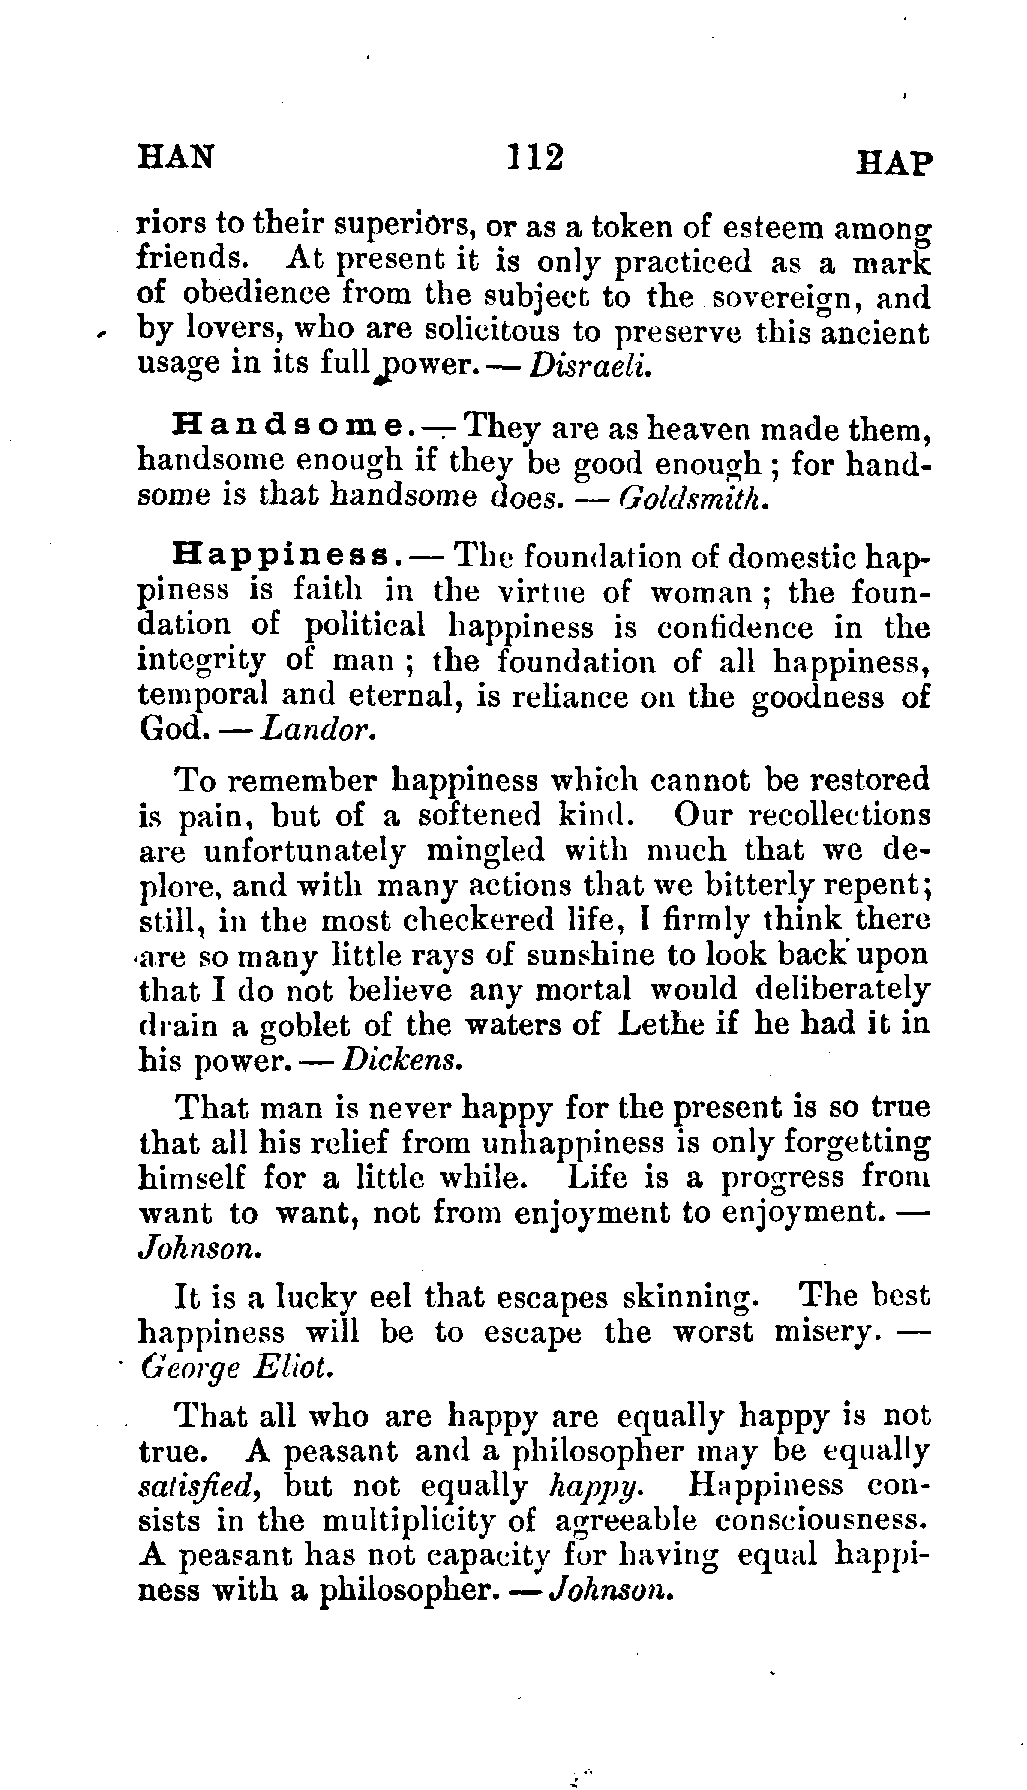 HAN 112 HAP
riors to their superiors, or as a token of esteem among
friends. At present it is only practiced as a mark
of obedience from the subject to the sovereign, and
by lovers, who are solicitous to preserve this ancient
usage in its full power. — Disraeli.
Handsome. — They are as heaven made them,
handsome enough if they be good enough; for hand-
some is that handsome does. — Goldsmith.
Happiness. — The foundation of domestic hap-
piness is faith in the virtue of woman; the foun-
dation of political happiness is confidence in the
integrity of man; the foundation of all happiness,
temporal and eternal, is reliance on the goodness of
God. — Landor.
To remember happiness which cannot be restored
is pain, but of a softened kind. Our recollections
are unfortunately mingled with much that we de-
plore, and with many actions that we bitterly repent;
still, in the most checkered life, I firmly think there
are so many little rays of sunshine to look back upon
that I do not believe any mortal would deliberately
drain a goblet of the waters of Lethe if he had it in
his power. — Dickens.
That man is never happy for the present is so true
that all his relief from unhappiness is only forgetting
himself for a little while. Life is a progress from
want to want, not from enjoyment to enjoyment. —
Johnson.
It is a lucky eel that escapes skinning. The best
happiness will be to escape the worst misery. —
George Eliot.
That all who are happy are equally happy is not
true. A peasant and a philosopher may be equally
satisfied, but not equally happy. Happiness con-
sists in the multiplicity of agreeable consciousness.
A peasant has not capacity for having equal happi-
ness with a philosopher. — Johnson.